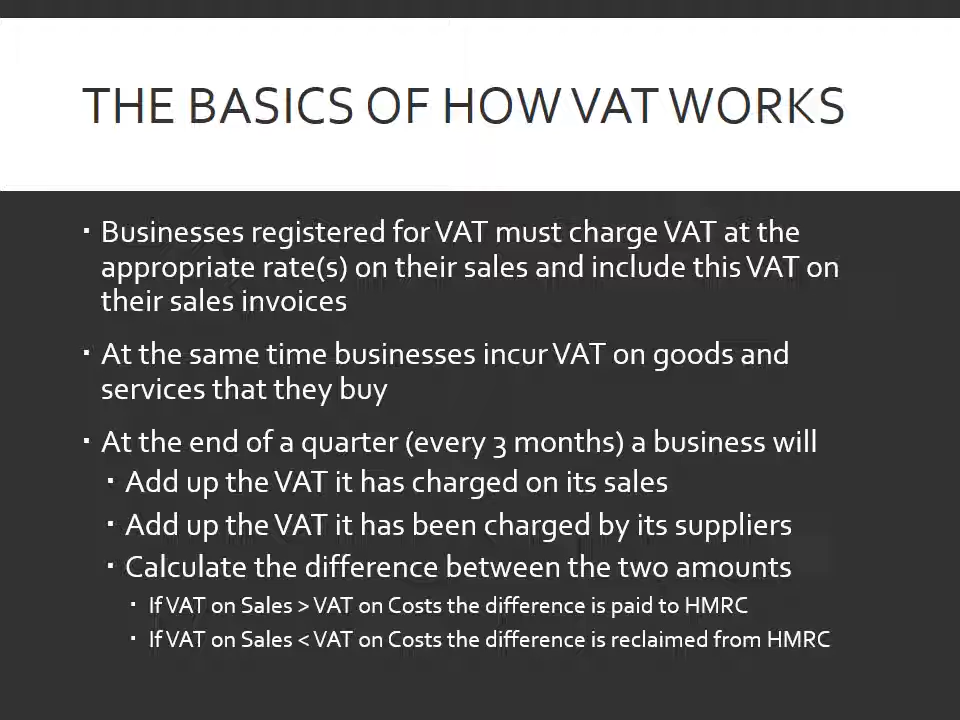 THE BASICS OF HOW VAT WORKS
▪ Businesses registered for VAT must charge VAT at the
appropriate rate(s) on their sales and include this VAT on
their sales invoices
▪ At the same time businesses incur VAT on goods and
services that they buy
▪ At the end of a quarter (every 3 months) a business will
▪ Add up the VAT it has charged on its sales
▪ Add up the VAT it has been charged by its suppliers
▪ Calculate the difference between the two amounts
▪ If VAT on Sales > VAT on Costs the difference is paid to HMRC
▪ If VAT on Sales < VAT on Costs the difference is reclaimed from HMRC